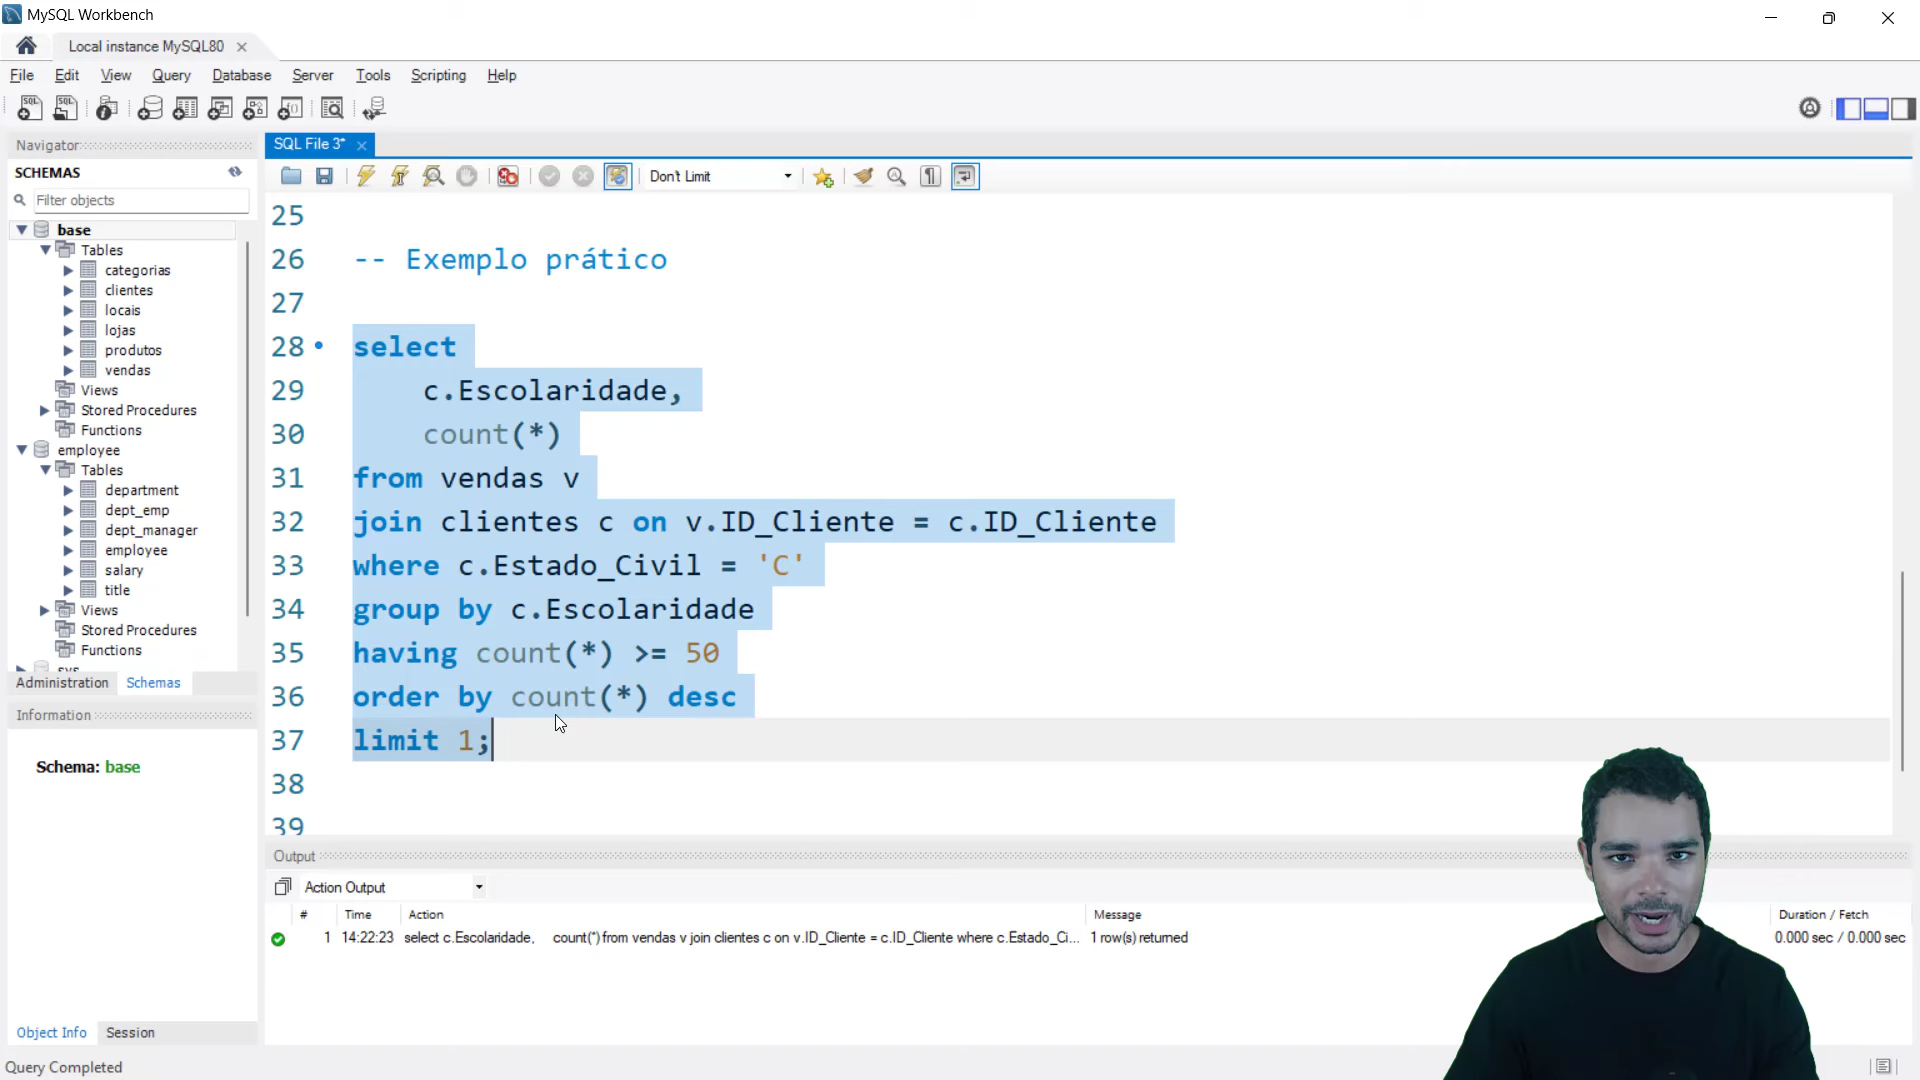 MySQL Workbench
Local instance MySQL80
File Edit View Query Database Server Tools Scripting Help
Navigator
SCHEMAS
Filter objects
base
Tables
categorias
clientes
locais
lojas
produtos
vendas
Views
Stored Procedures
Functions
employee
Tables
department
dept_emp
dept_manager
employee
salary
title
Views
Stored Procedures
Functions
sys
Administration Schemas
Information
Schema: base
Object Info Session
Query Completed
SQL File 3*
Don't Limit
25
26 -- Exemplo prático
27
28 select
29 c.Escolaridade,
30 count(*)
31 from vendas v
32 join clientes c on v.ID_Cliente = c.ID_Cliente
33 where c.Estado_Civil = 'C'
34 group by c.Escolaridade
35 having count(*) >= 50
36 order by count(*) desc
37 limit 1;
38
39
Output
Action Output
# Time Action Message Duration / Fetch
1 14:22:23 select c.Escolaridade, count(*) from vendas v join clientes c on v.ID_Cliente = c.ID_Cliente where c.Estado_Ci... 1 row(s) returned 0.000 sec / 0.000 sec